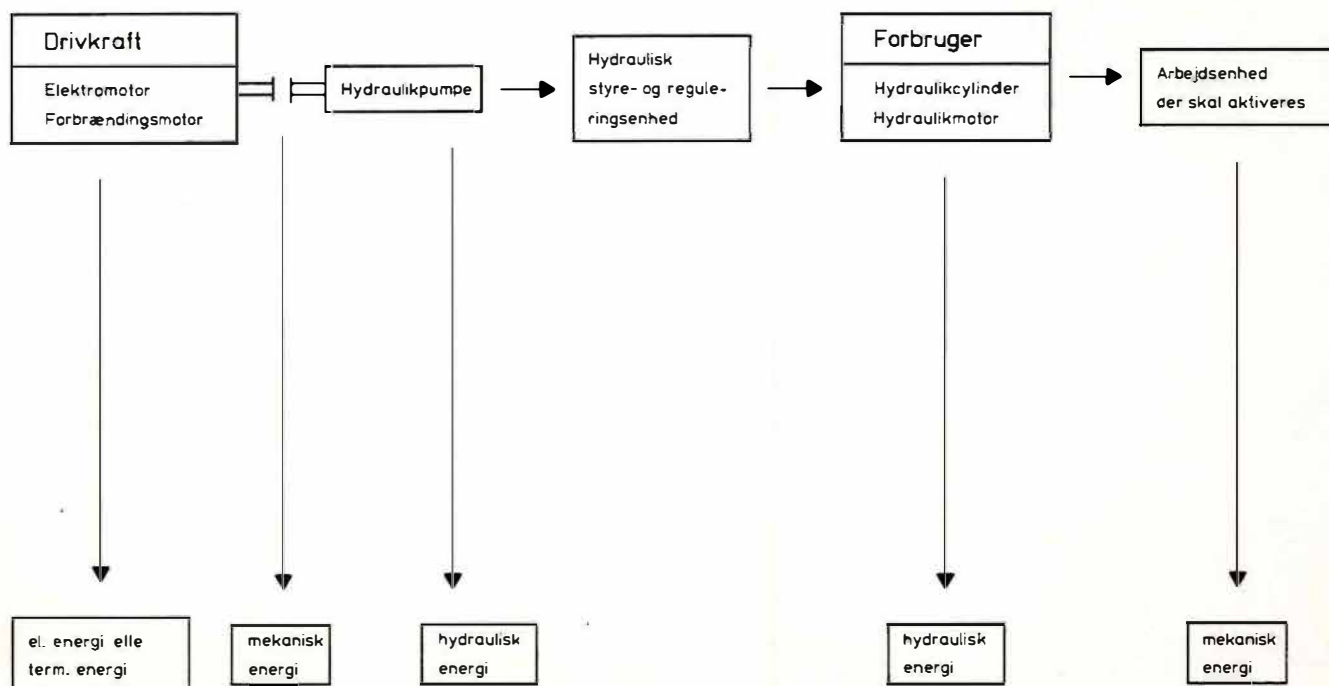 Drivkraft
Elektromotor
Forbrændingsmotor
Hydraulikpumpe
Hydraulisk
styre- og regule-
ringsenhed
Forbruger
Hydraulikcylinder
Hydraulikmotor
Arbejdsenhed
der skal aktiveres
el. energi elle
term. energi
mekanisk
energi
hydraulisk
energi
hydraulisk
energi
mekanisk
energi